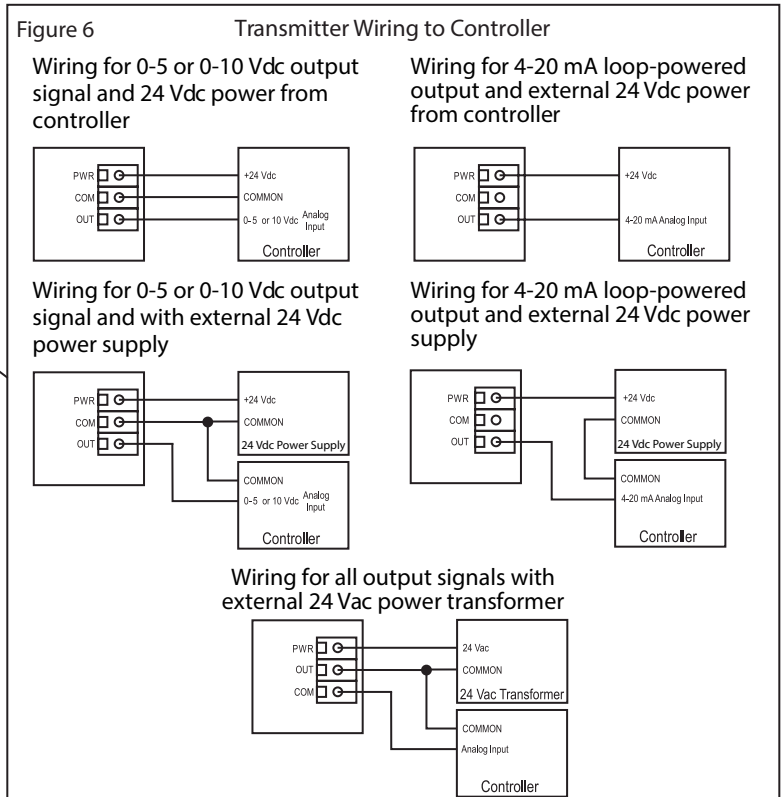 Figure 6
Transmitter Wiring to Controller
Wiring for 0-5 or 0-10 Vdc output
signal and 24 Vdc power from
controller
PWR
COM
OUT
+24 Vdc
COMMON
0-5 or 10 Vdc Analog
Input
Controller
Wiring for 4-20 mA loop-powered
output and external 24 Vdc power
from controller
PWR
COM
OUT
+24 Vdc
4-20 mA Analog Input
Controller
Wiring for 0-5 or 0-10 Vdc output
signal and with external 24 Vdc
power supply
PWR
COM
OUT
+24 Vdc
COMMON
24 Vdc Power Supply
COMMON
0-5 or 10 Vdc Analog
Input
Controller
Wiring for 4-20 mA loop-powered
output and external 24 Vdc power
supply
PWR
COM
OUT
+24 Vdc
COMMON
24 Vdc Power Supply
COMMON
4-20 mA Analog Input
Controller
Wiring for all output signals with
external 24 Vac power transformer
PWR
OUT
COM
24 Vac
COMMON
24 Vac Transformer
COMMON
Analog Input
Controller